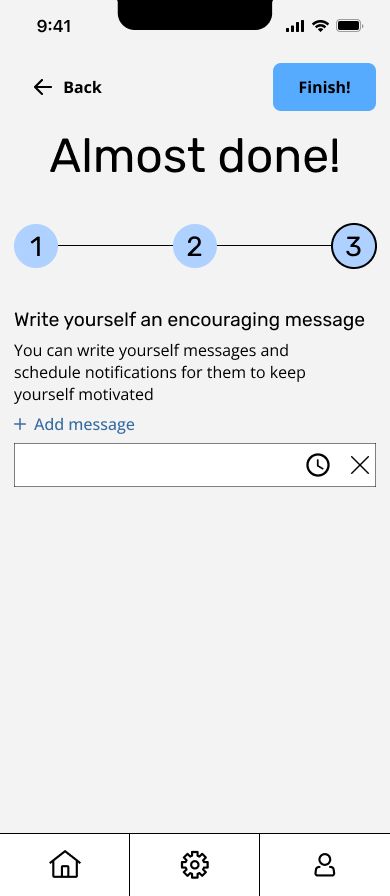 9:41
Back
Finish!
Almost done!
1 2 3
Write yourself an encouraging message
You can write yourself messages and
schedule notifications for them to keep
yourself motivated
+ Add message